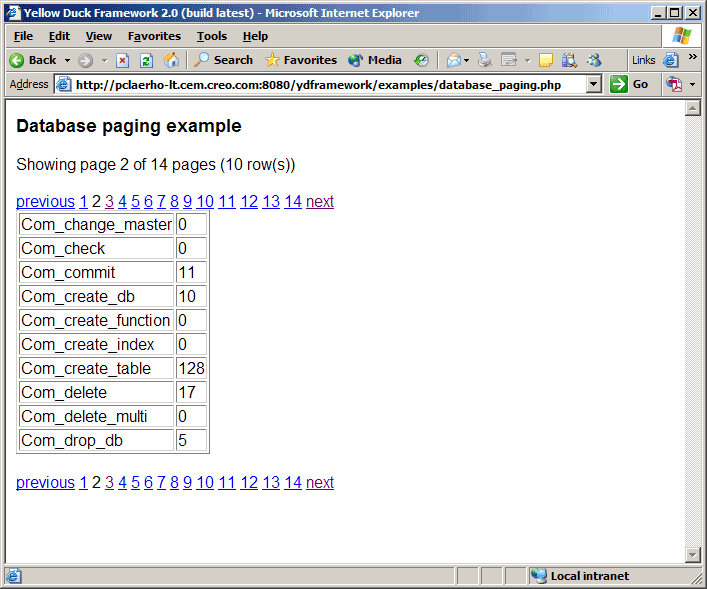 Yellow Duck Framework 2.0 (build latest) - Microsoft Internet Explorer
File Edit View Favorites Tools Help
Back Search Favorites Media Links »
Address http://pclaerho-lt.cem.creo.com:8080/ydframework/examples/database_paging.php Go
Database paging example
Showing page 2 of 14 pages (10 row(s))
previous 1 2 3 4 5 6 7 8 9 10 11 12 13 14 next
Com_change_master 0
Com_check 0
Com_commit 11
Com_create_db 10
Com_create_function 0
Com_create_index 0
Com_create_table 128
Com_delete 17
Com_delete_multi 0
Com_drop_db 5
previous 1 2 3 4 5 6 7 8 9 10 11 12 13 14 next
Local intranet